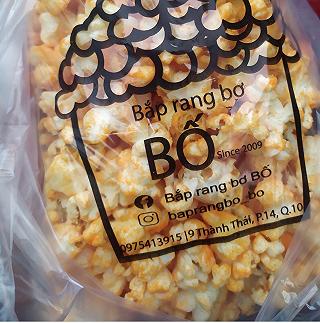 Bắp rang bơ
BỐ Since 2009
Bắp rang bơ BỐ
baprangbo_bo
0975413915 | 9 Thành Thái, P.14, Q.10